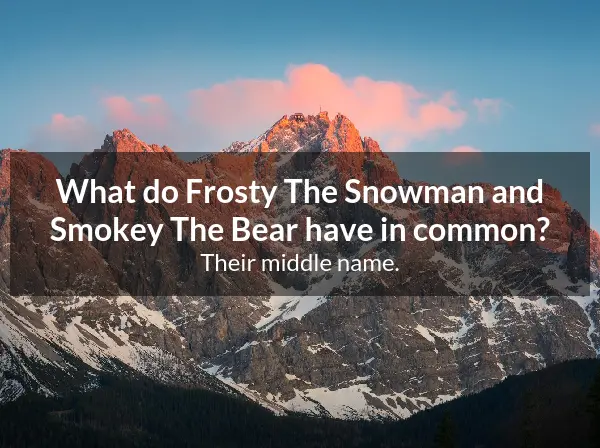 What do Frosty The Snowman and
Smokey The Bear have in common?
Their middle name.